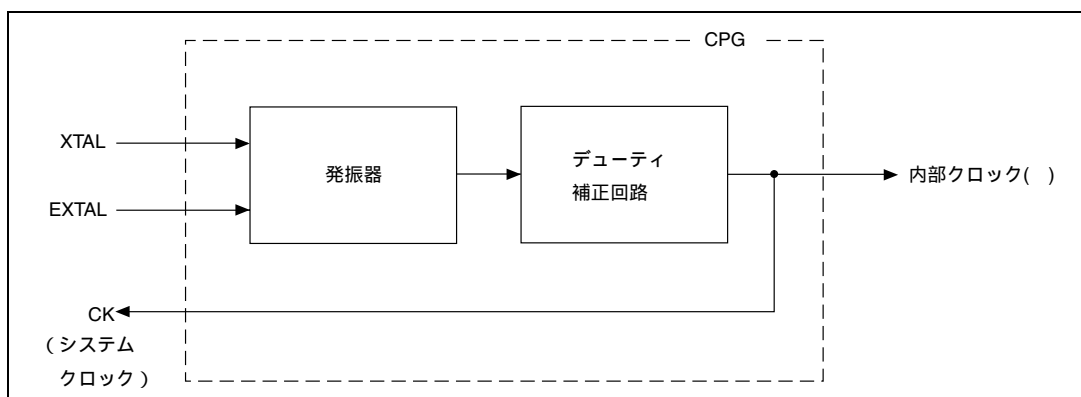 CPG
XTAL
EXTAL
発振器
デューティ
補正回路
内部クロック( )
CK
(システム
クロック)